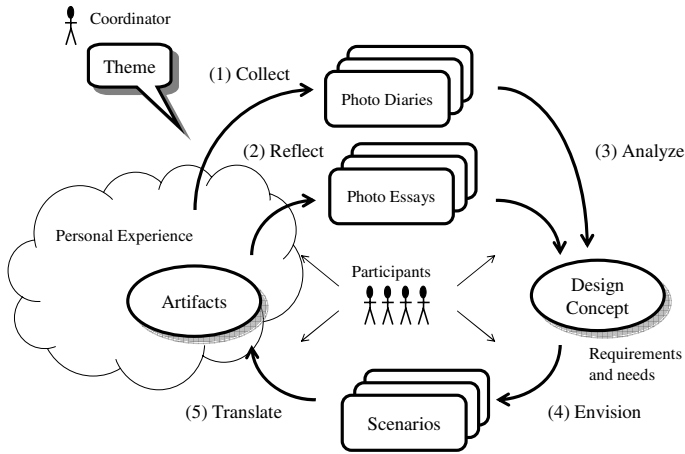 Coordinator
Theme
(1) Collect
Photo Diaries
(2) Reflect
(3) Analyze
Photo Essays
Personal Experience
Participants
Artifacts
Design
Concept
Requirements
and needs
(5) Translate
(4) Envision
Scenarios